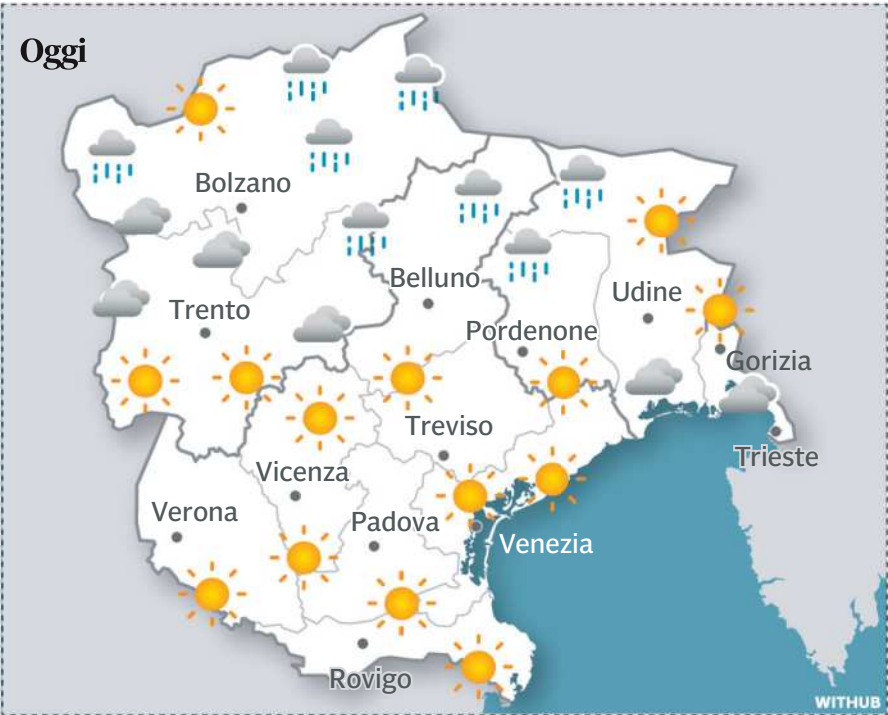 Oggi
Bolzano
Belluno
Udine
Trento
Pordenone
Gorizia
Treviso
Trieste
Vicenza
Verona
Padova
Venezia
Rovigo
WITHUB